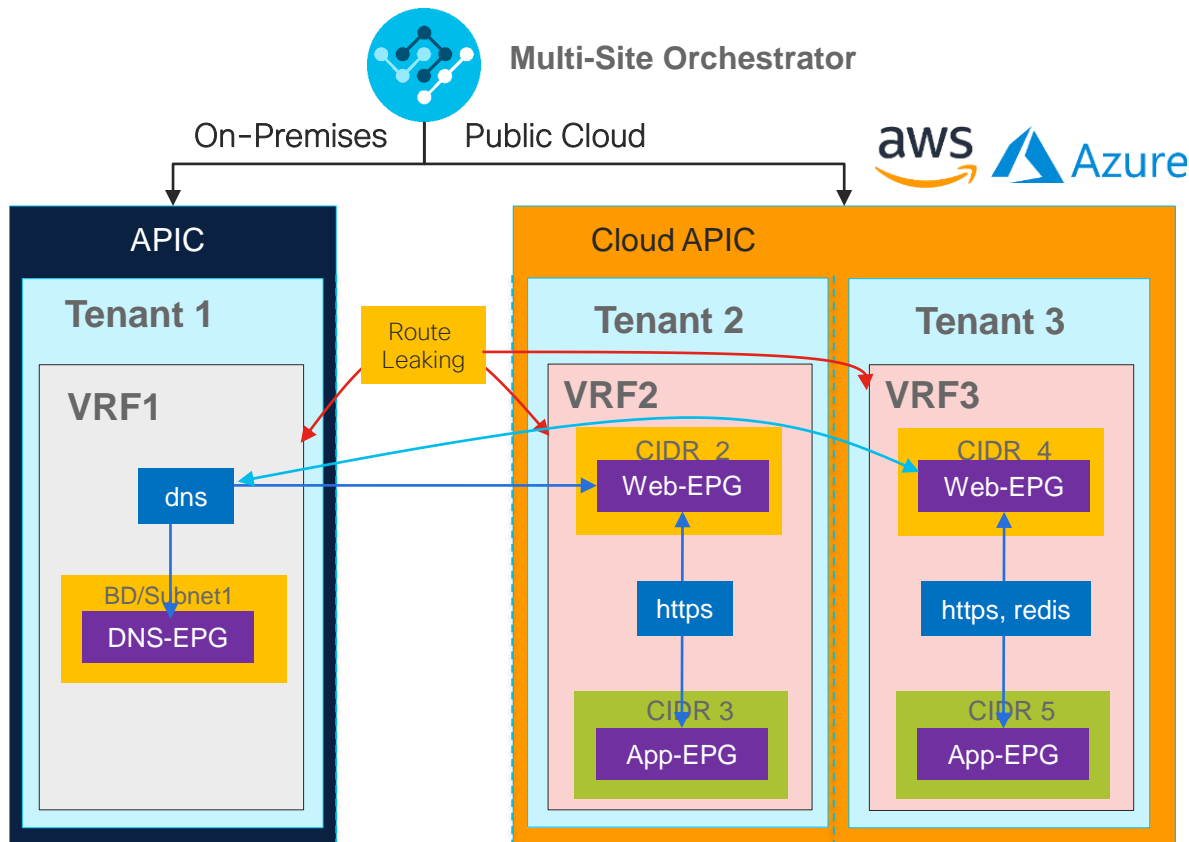 Multi-Site Orchestrator
On-Premises
Public Cloud
aws
Azure
APIC
Cloud APIC
Tenant 1
Route
Leaking
Tenant 2
Tenant 3
VRF1
VRF2
VRF3
CIDR 2
Web-EPG
CIDR 4
Web-EPG
dns
BD/Subnet1
DNS-EPG
https
https, redis
CIDR 3
App-EPG
CIDR 5
App-EPG